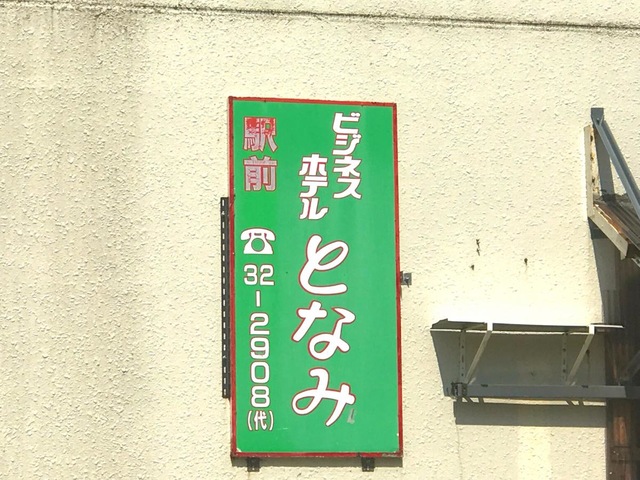 ビジネス
ホテル
となみ
駅前
☎32-2908(代)